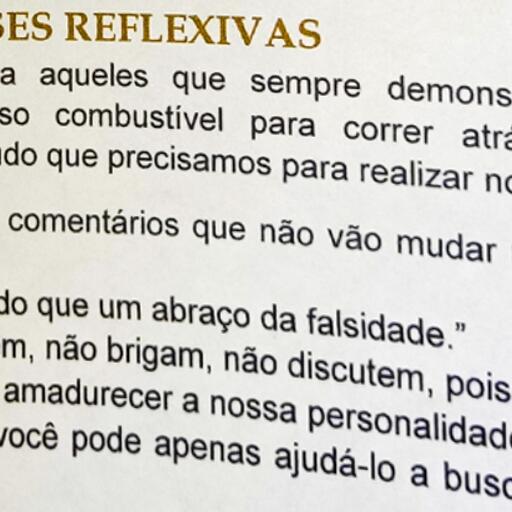 SES REFLEXIVAS
a aqueles que sempre demons
so combustível para correr atrá
udo que precisamos para realizar no
comentários que não vão mudar
do que um abraço da falsidade.”
m, não brigam, não discutem, pois
amadurecer a nossa personalidade
você pode apenas ajudá-lo a busc